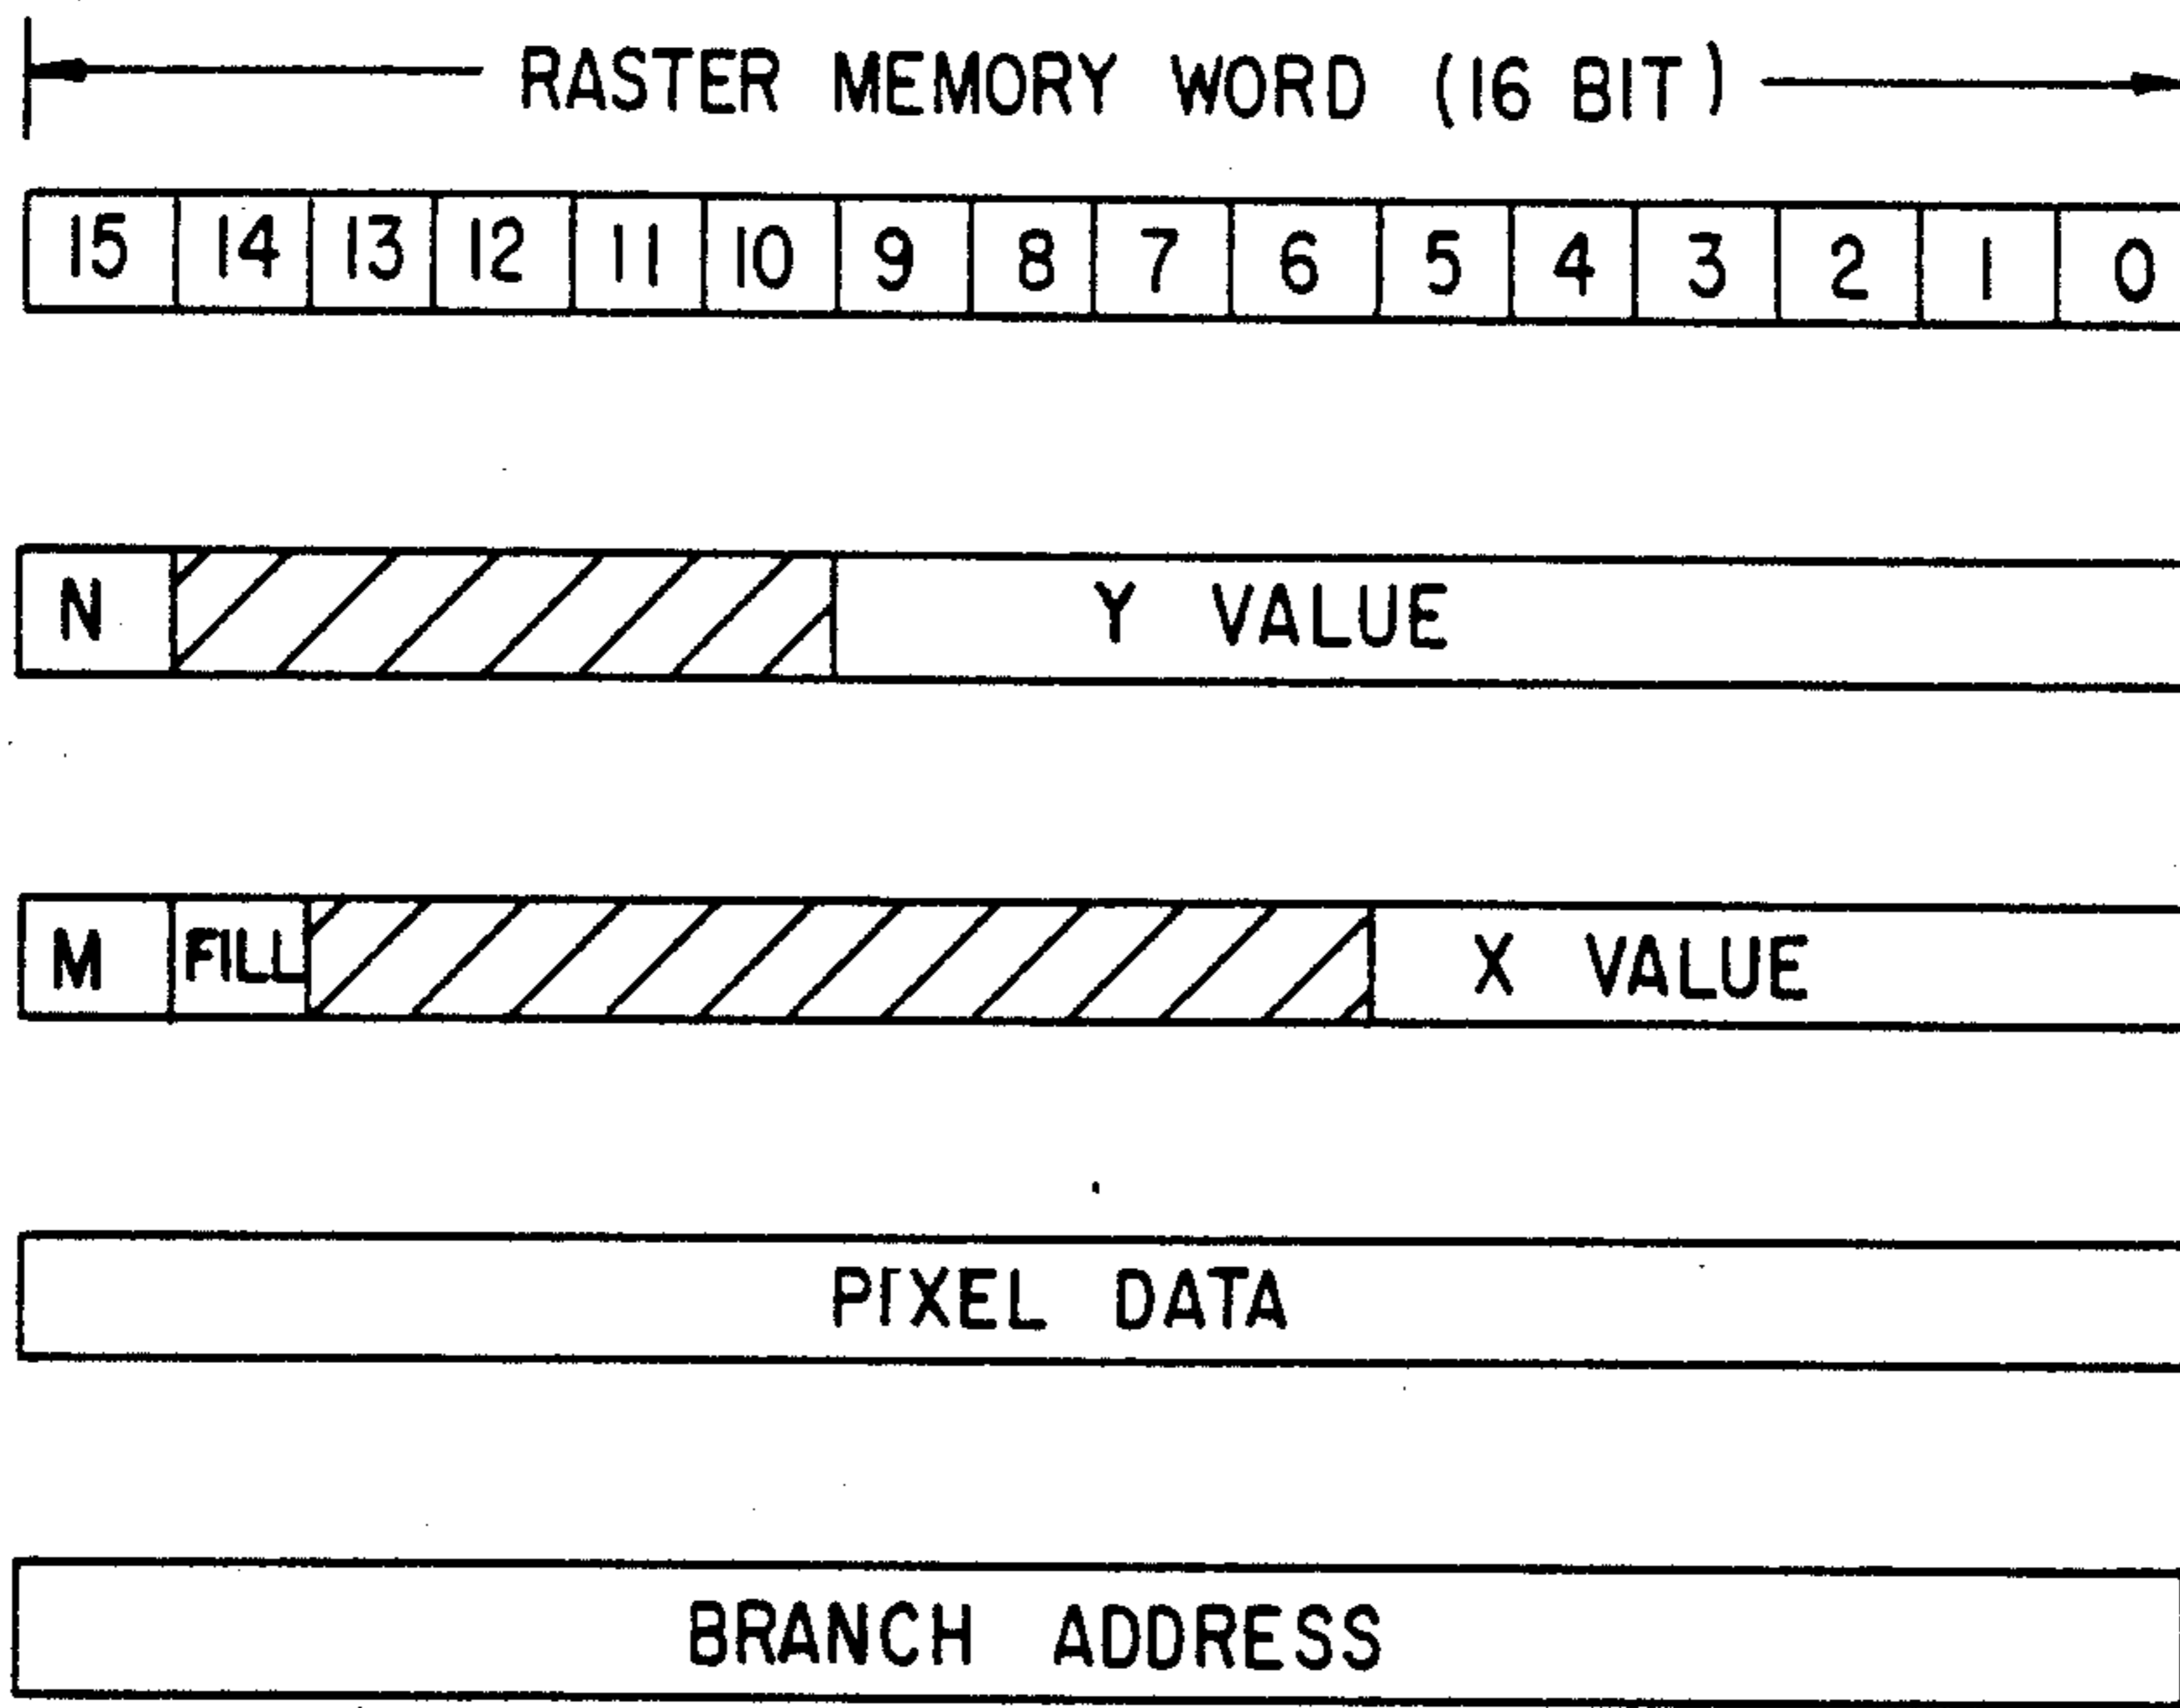 RASTER MEMORY WORD (16 BIT)
15 14 13 12 11 10 9 8 7 6 5 4 3 2 1 0
N Y VALUE
M FILL X VALUE
PIXEL DATA
BRANCH ADDRESS